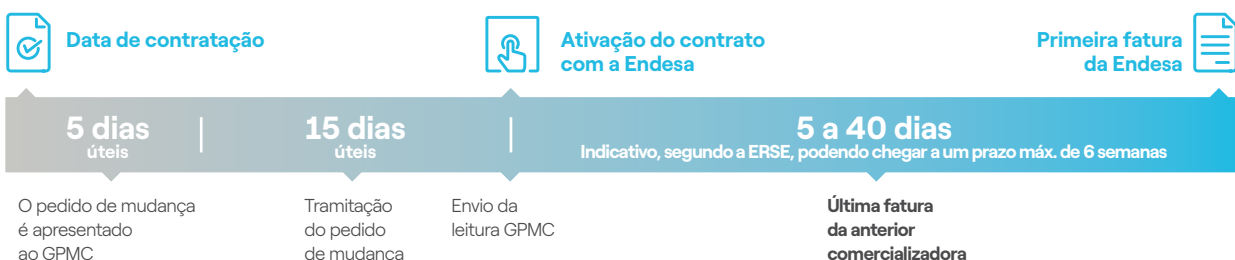 Data de contratação
Ativação do contrato
com a Endesa
Primeira fatura
da Endesa
5 dias
úteis
15 dias
úteis
5 a 40 dias
Indicativo, segundo a ERSE, podendo chegar a um prazo máx. de 6 semanas
O pedido de mudança
é apresentado
ao GPMC
Tramitação
do pedido
de mudança
Envio da
leitura GPMC
Última fatura
da anterior
comercializadora